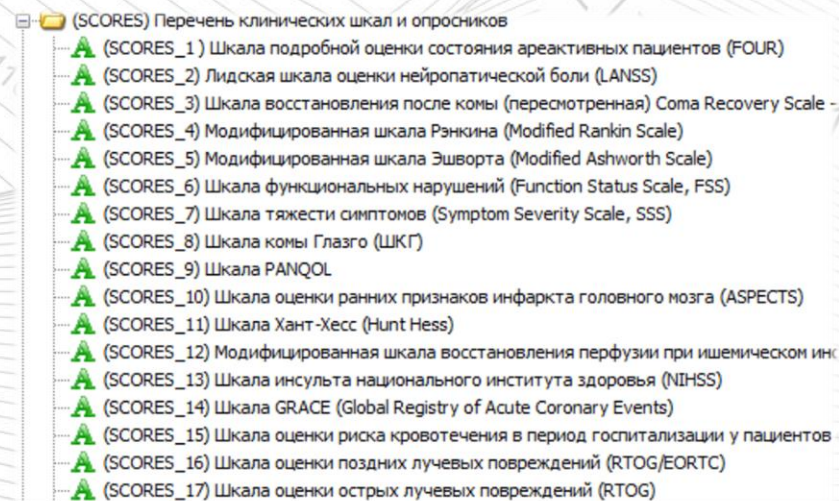 (SCORES) Перечень клинических шкал и опросников
(SCORES_1 ) Шкала подробной оценки состояния ареактивных пациентов (FOUR)
(SCORES_2) Лидская шкала оценки нейропатической боли (LANSS)
(SCORES_3) Шкала восстановления после комы (пересмотренная) Coma Recovery Scale -
(SCORES_4) Модифицированная шкала Рэнкина (Modified Rankin Scale)
(SCORES_5) Модифицированная шкала Эшворта (Modified Ashworth Scale)
(SCORES_6) Шкала функциональных нарушений (Function Status Scale, FSS)
(SCORES_7) Шкала тяжести симптомов (Symptom Severity Scale, SSS)
(SCORES_8) Шкала комы Глазго (ШКГ)
(SCORES_9) Шкала PANQOL
(SCORES_10) Шкала оценки ранних признаков инфаркта головного мозга (ASPECTS)
(SCORES_11) Шкала Хант-Хесс (Hunt Hess)
(SCORES_12) Модифицированная шкала восстановления перфузии при ишемическом
(SCORES_13) Шкала инсульта национального института здоровья (NIHSS)
(SCORES_14) Шкала GRACE (Global Registry of Acute Coronary Events)
(SCORES_15) Шкала оценки риска кровотечения в период госпитализации у пациентов
(SCORES_16) Шкала оценки поздних лучевых повреждений (RTOG/EORTC)
(SCORES_17) Шкала оценки острых лучевых повреждений (RTOG)